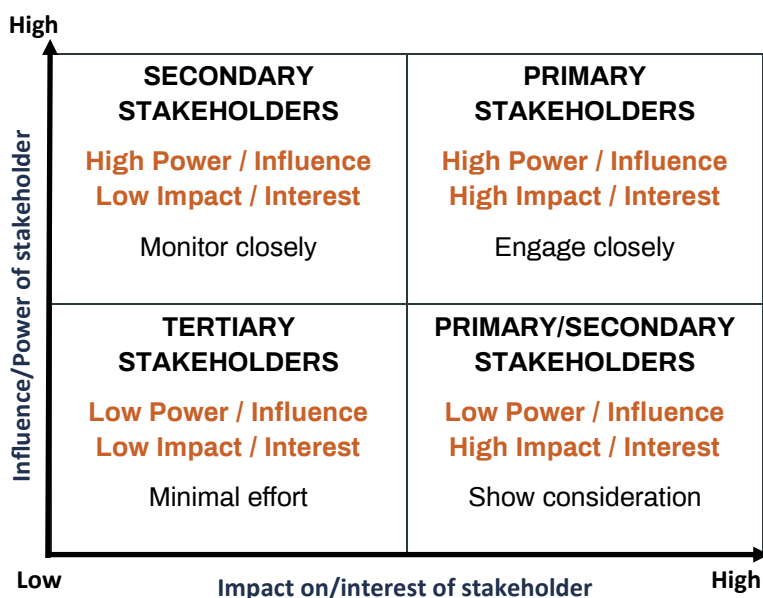 High
Influence/Power of stakeholder
SECONDARY
STAKEHOLDERS
High Power / Influence
Low Impact / Interest
Monitor closely
PRIMARY
STAKEHOLDERS
High Power / Influence
High Impact / Interest
Engage closely
TERTIARY
STAKEHOLDERS
Low Power / Influence
Low Impact / Interest
Minimal effort
PRIMARY/SECONDARY
STAKEHOLDERS
Low Power / Influence
High Impact / Interest
Show consideration
Low
Impact on/interest of stakeholder
High